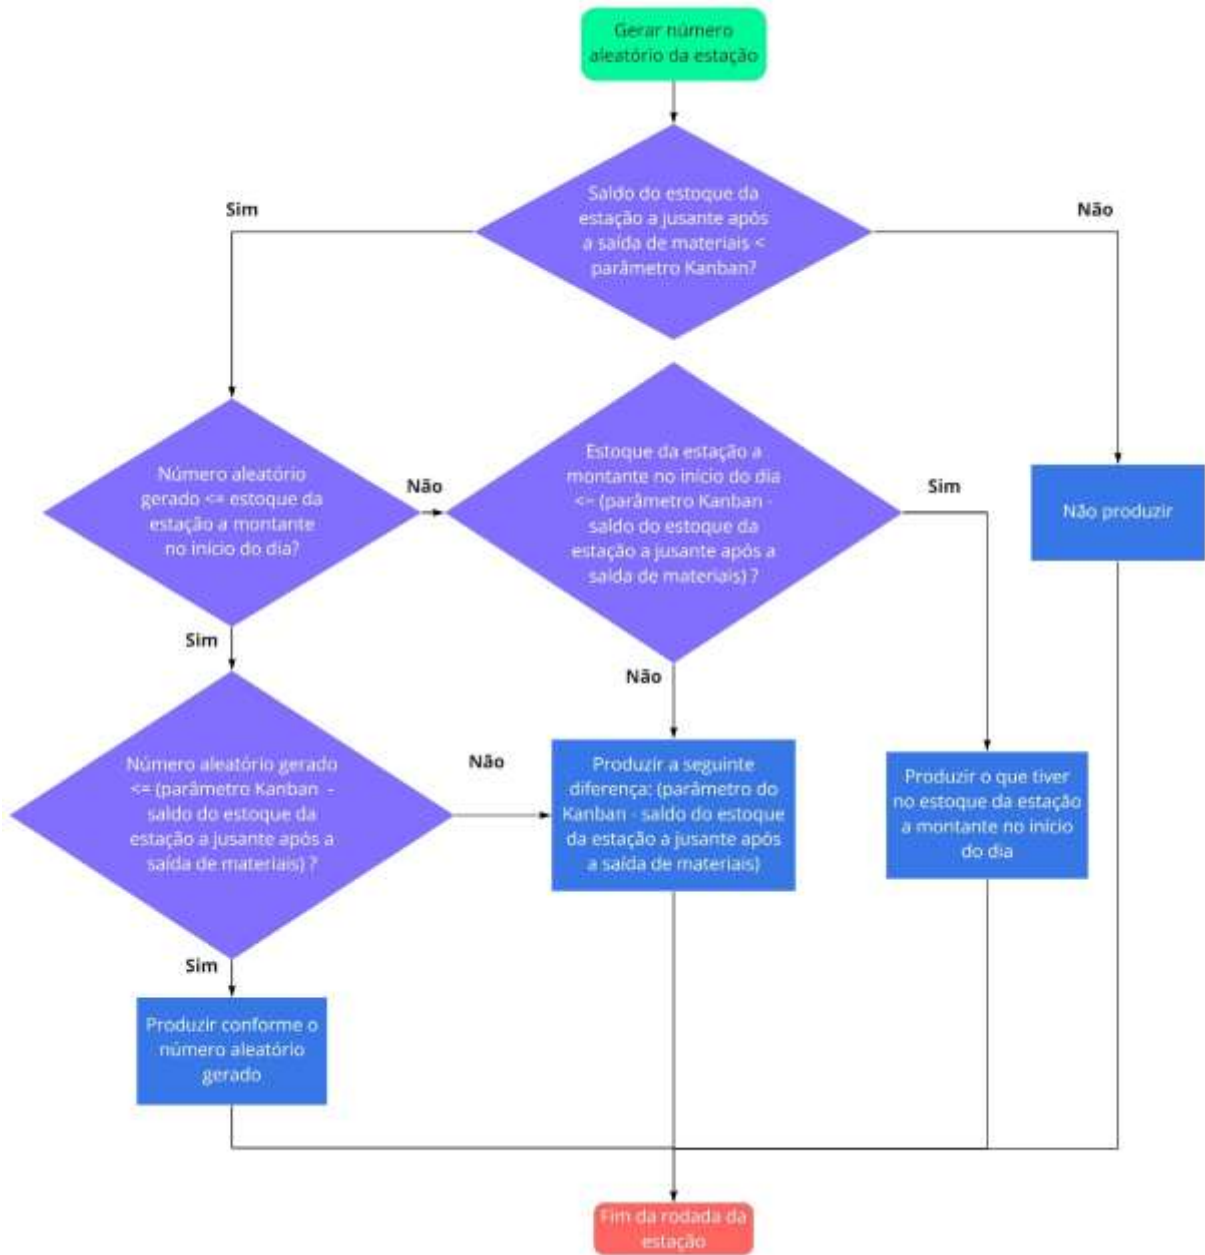 Gerar número
aleatório da estação
Saldo do estoque da
estação a jusante após
a saída de materiais <
parâmetro Kanban?
Sim
Não
Número aleatório
gerado <= estoque da
estação a montante
no início do dia?
Não
Estoque da estação a
montante no início do dia
<= (parâmetro Kanban -
saldo do estoque da
estação a jusante após a
saída de materiais) ?
Sim
Não produzir
Sim
Não
Número aleatório gerado
<= (parâmetro Kanban -
saldo do estoque da
estação a jusante após a
saída de materiais) ?
Não
Produzir a seguinte
diferença: (parâmetro do
Kanban - saldo do estoque
da estação a jusante após
a saída de materiais)
Produzir o que tiver
no estoque da estação
a montante no início
do dia
Sim
Produzir conforme o
número aleatório
gerado
Fim da rodada da
estação